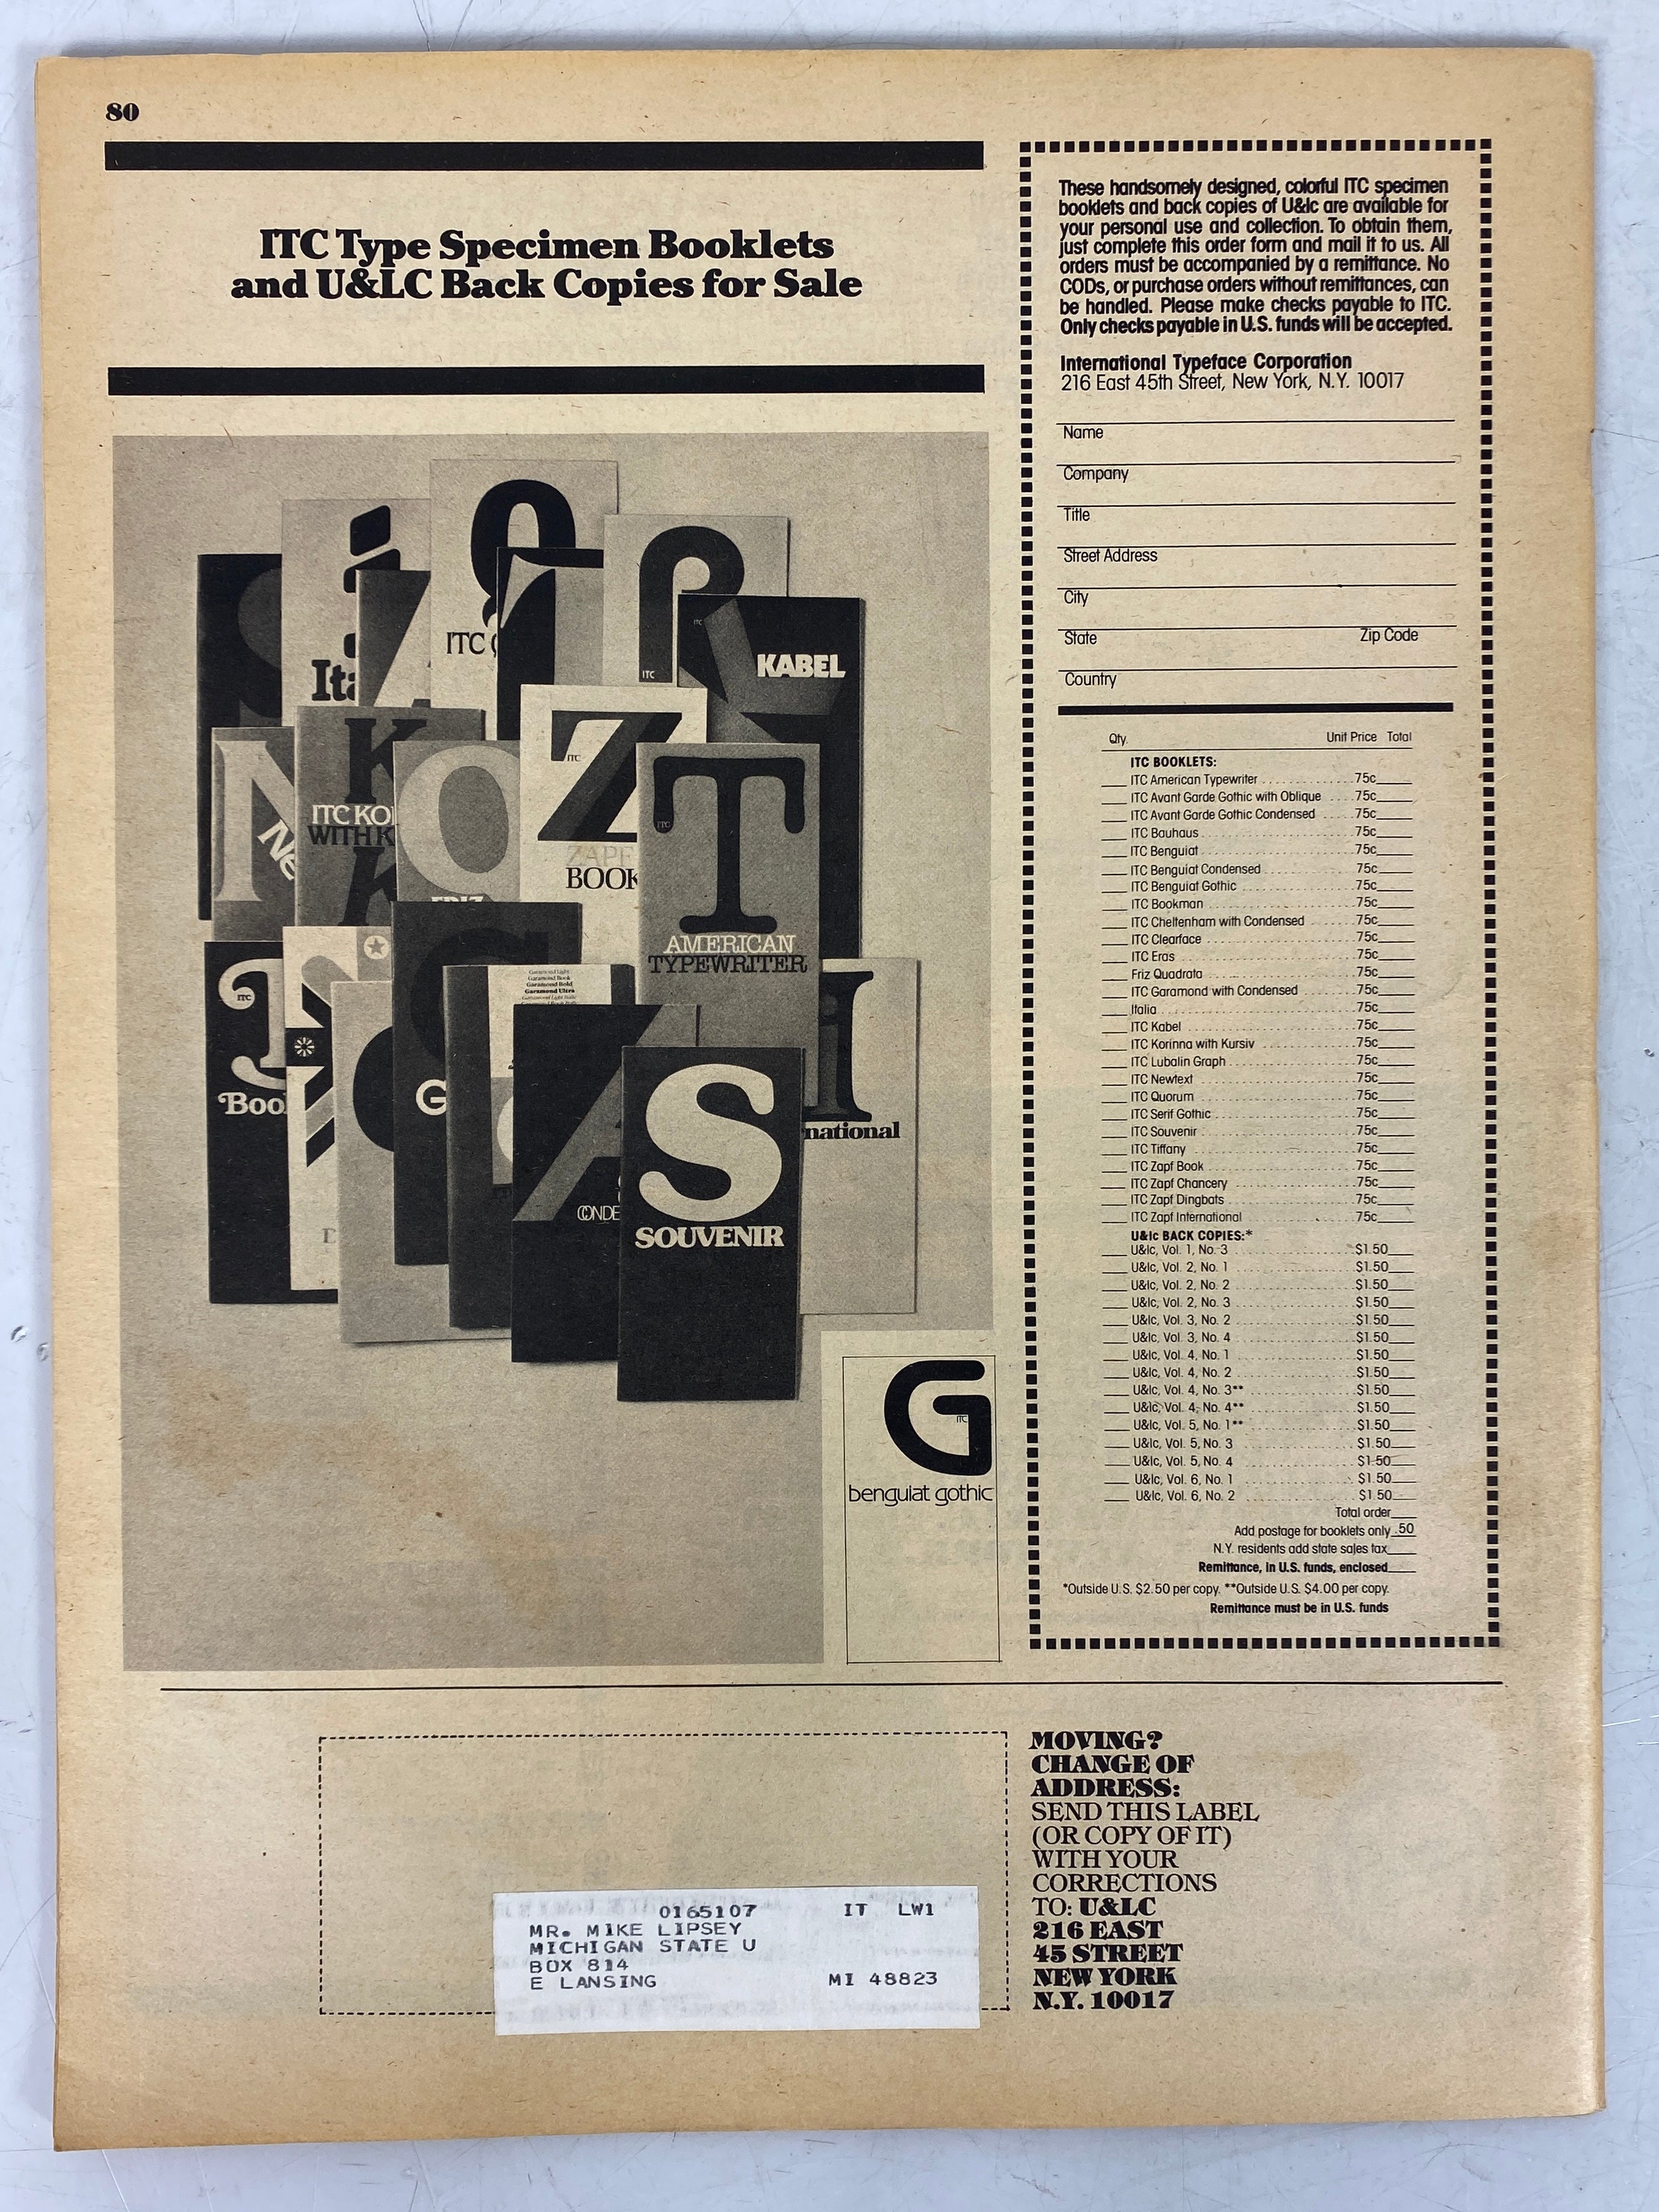 80
ITC Type Specimen Booklets
and U&LC Back Copies for Sale
ITC
KABEL
ITC
ITC
ITC KO
WITH K
ITC
ZAPF
BOOK
ITC
AMERICAN
TYPEWRITER
ITC
Boo
Garamond Light
Garamond Book
Garamond Bold
Garamond Ultra
Garamond Light Italic
G
national
CONDE
S
SOUVENIR
G
ITC
benguiat gothic
These handsomely designed, colorful ITC specimen
booklets and back copies of U&lc are available for
your personal use and collection. To obtain them,
just complete this order form and mail it to us. All
orders must be accompanied by a remittance. No
CODs, or purchase orders without remittances, can
be handled. Please make checks payable to ITC.
Only checks payable in U.S. funds will be accepted.
International Typeface Corporation
216 East 45th Street, New York, N.Y. 10017
Name
Company
Title
Street Address
City
State Zip Code
Country
Qty. Unit Price Total
ITC BOOKLETS:
ITC American Typewriter 75c
ITC Avant Garde Gothic with Oblique 75c
ITC Avant Garde Gothic Condensed 75c
ITC Bauhaus 75c
ITC Benguiat 75c
ITC Benguiat Condensed 75c
ITC Benguiat Gothic 75c
ITC Bookman 75c
ITC Cheltenham with Condensed 75c
ITC Clearface 75c
ITC Eras 75c
Friz Quadrata 75c
ITC Garamond with Condensed 75c
Italia 75c
ITC Kabel 75c
ITC Korinna with Kursiv 75c
ITC Lubalin Graph 75c
ITC Newtext 75c
ITC Quorum 75c
ITC Serif Gothic 75c
ITC Souvenir 75c
ITC Tiffany 75c
ITC Zapf Book 75c
ITC Zapf Chancery 75c
ITC Zapf Dingbats 75c
ITC Zapf International 75c
U&lc BACK COPIES:*
U&lc, Vol. 1, No. 3 $1.50
U&lc, Vol. 2, No. 1 $1.50
U&lc, Vol. 2, No. 2 $1.50
U&lc, Vol. 2, No. 3 $1.50
U&lc, Vol. 3, No. 2 $1.50
U&lc, Vol. 3, No. 4 $1.50
U&lc, Vol. 4, No. 1 $1.50
U&lc, Vol. 4, No. 2 $1.50
U&lc, Vol. 4, No. 3** $1.50
U&lc, Vol. 4, No. 4** $1.50
U&lc, Vol. 5, No. 1** $1.50
U&lc, Vol. 5, No. 3 $1.50
U&lc, Vol. 5, No. 4 $1.50
U&lc, Vol. 6, No. 1 $1.50
U&lc, Vol. 6, No. 2 $1.50
Total order
Add postage for booklets only .50
N.Y. residents add state sales tax
Remittance, in U.S. funds, enclosed
*Outside U.S. $2.50 per copy. **Outside U.S. $4.00 per copy.
Remittance must be in U.S. funds
0165107 IT LW1
MR. MIKE LIPSEY
MICHIGAN STATE U
BOX 814
E LANSING MI 48823
MOVING?
CHANGE OF
ADDRESS:
SEND THIS LABEL
(OR COPY OF IT)
WITH YOUR
CORRECTIONS
TO: U&LC
216 EAST
45 STREET
NEW YORK
N.Y. 10017